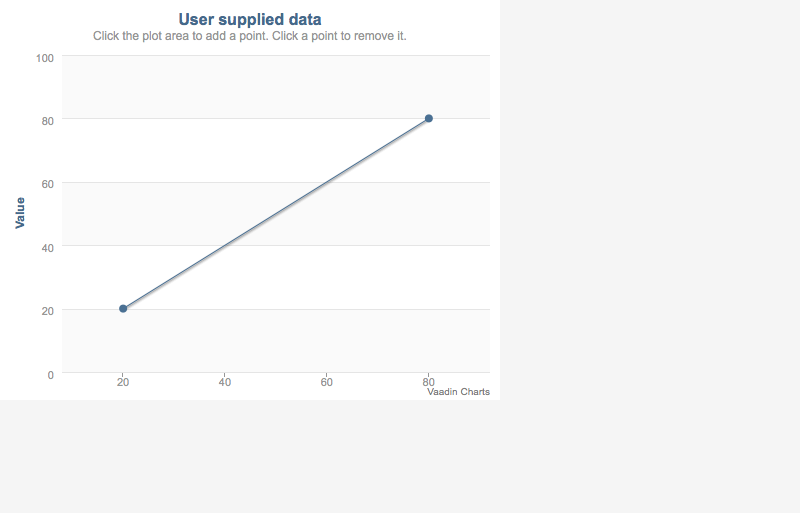 User supplied data
Click the plot area to add a point. Click a point to remove it.
100
80
60
40
20
0
Value
20 40 60 80
Vaadin Charts